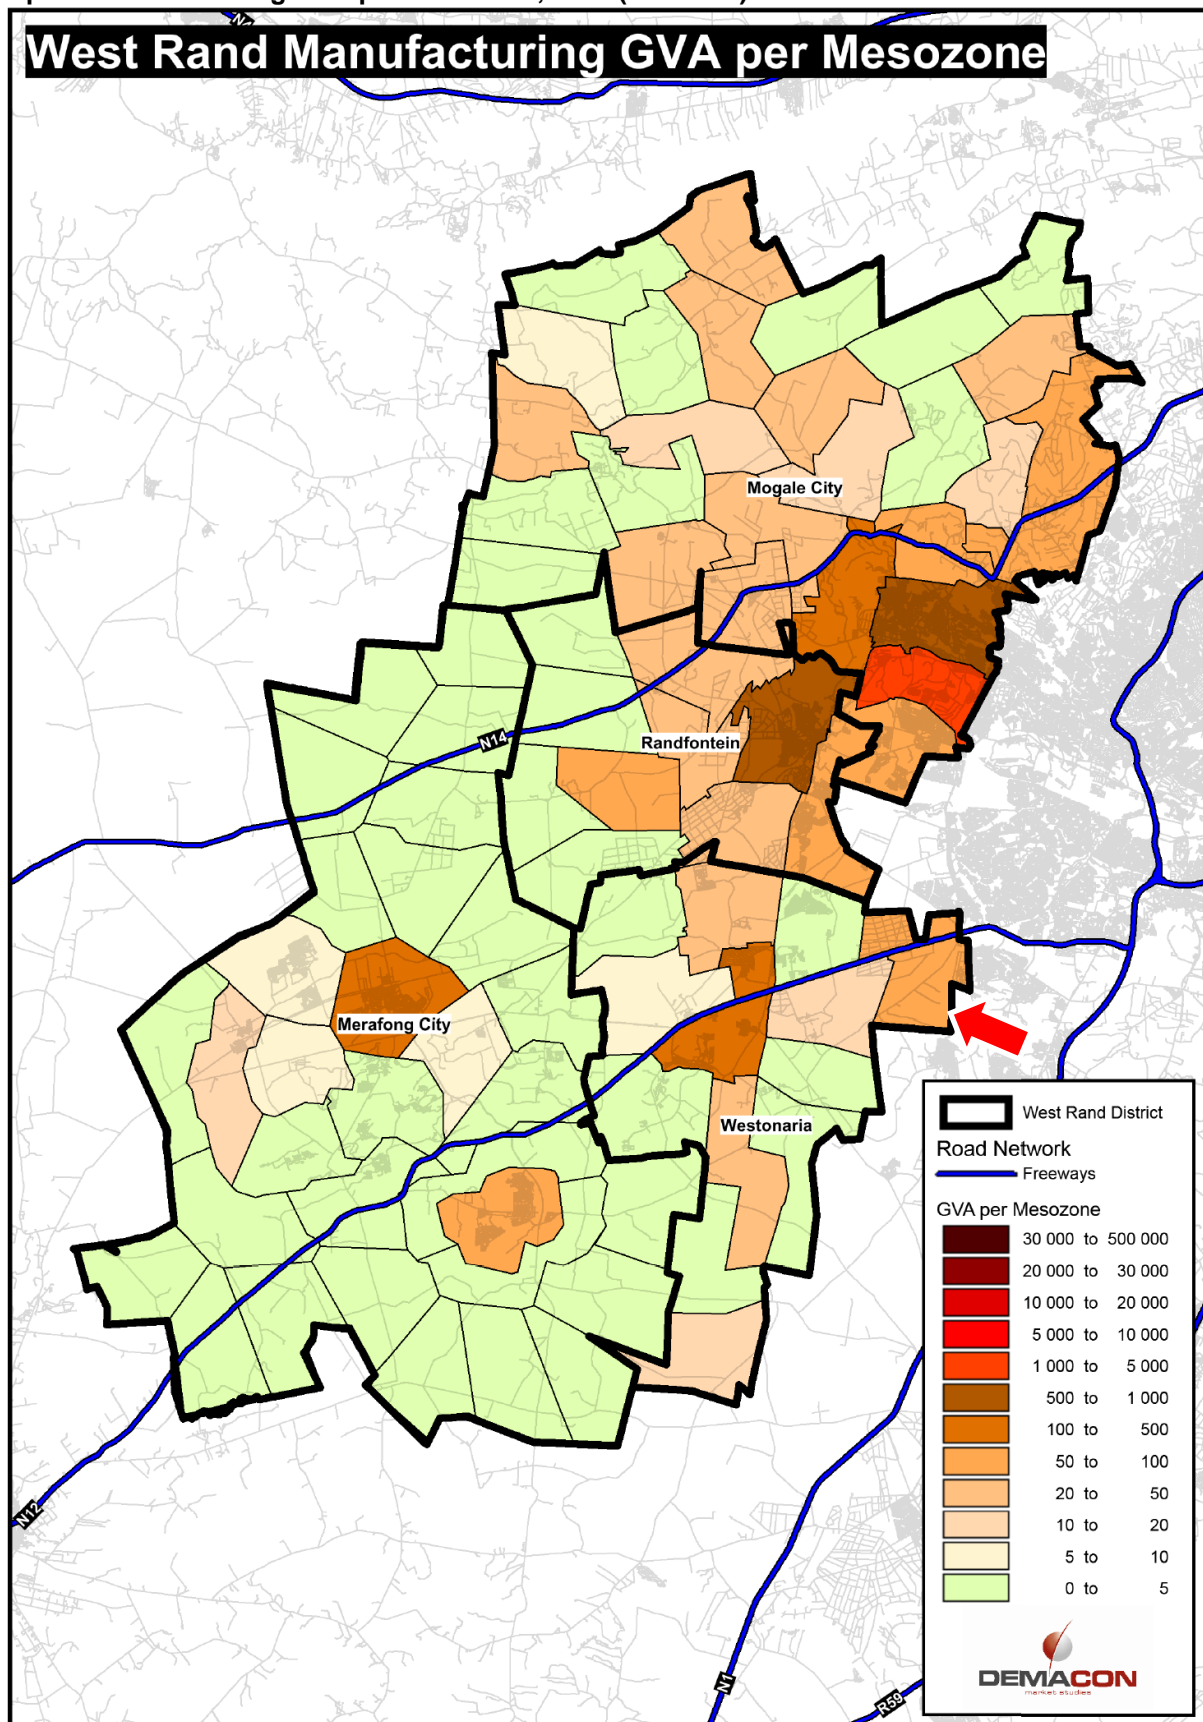 West Rand Manufacturing GVA per Mesozone
Mogale City
Randfontein
N14
Merafong City
Westonaria
West Rand District
Road Network
Freeways
GVA per Mesozone
30 000 to 500 000
20 000 to 30 000
10 000 to 20 000
5 000 to 10 000
1 000 to 5 000
500 to 1 000
100 to 500
50 to 100
20 to 50
10 to 20
5 to 10
0 to 5
N12
N1
R59
DEMACON
market studies